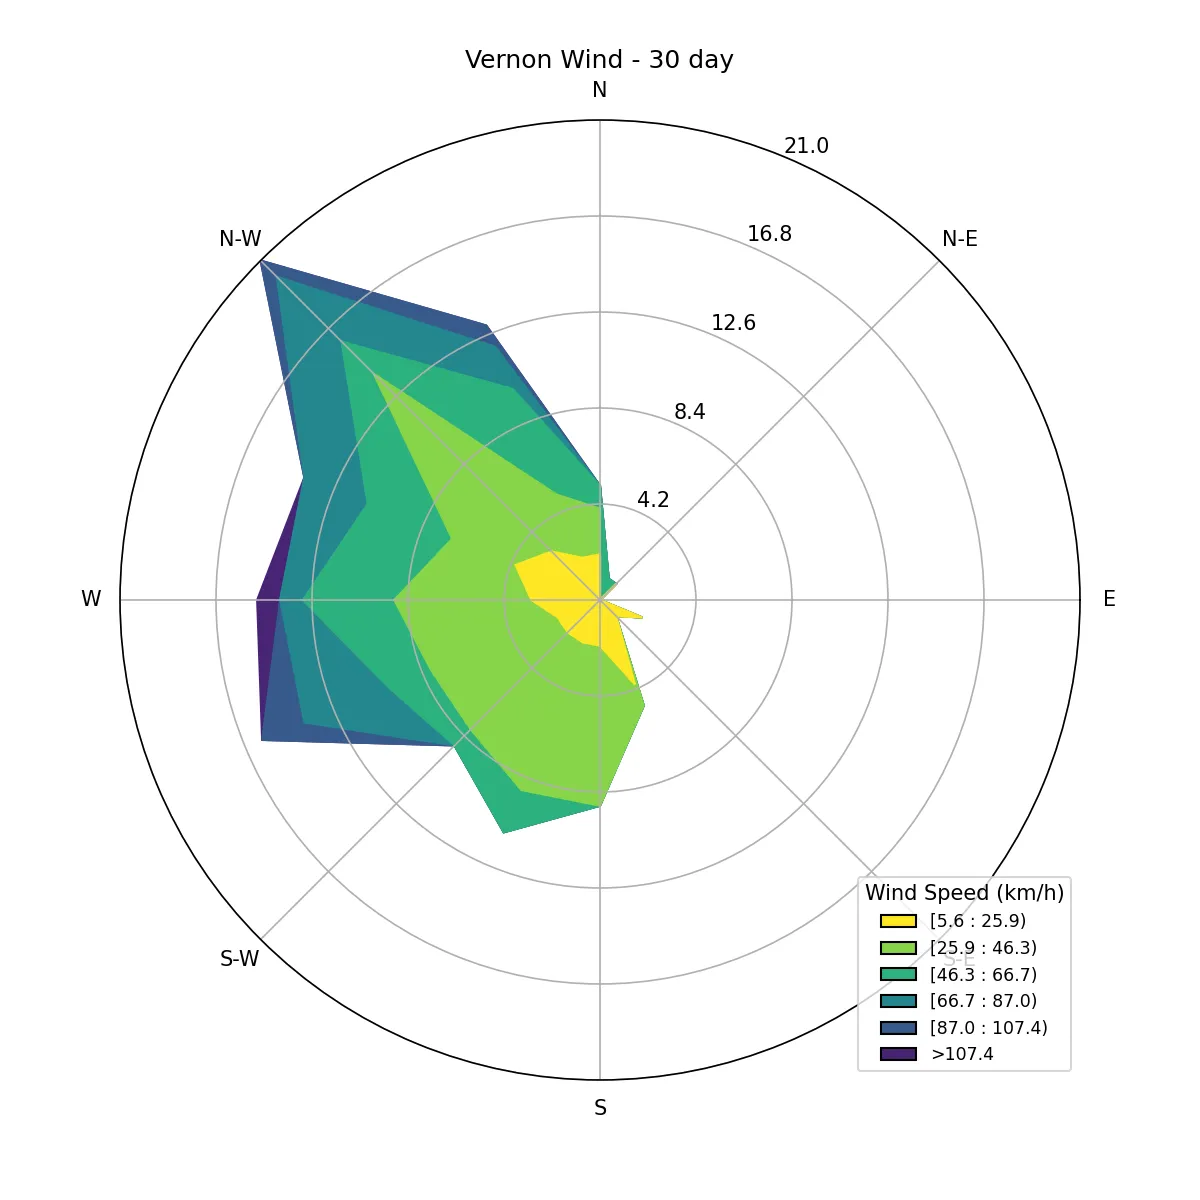 Vernon Wind - 30 day
N
21.0
16.8
N-W
N-E
12.6
8.4
4.2
W
E
Wind Speed (km/h)
[5.6 : 25.9)
[25.9 : 46.3)
S-W
S-E
[46.3 : 66.7)
[66.7 : 87.0)
[87.0 : 107.4)
>107.4
S